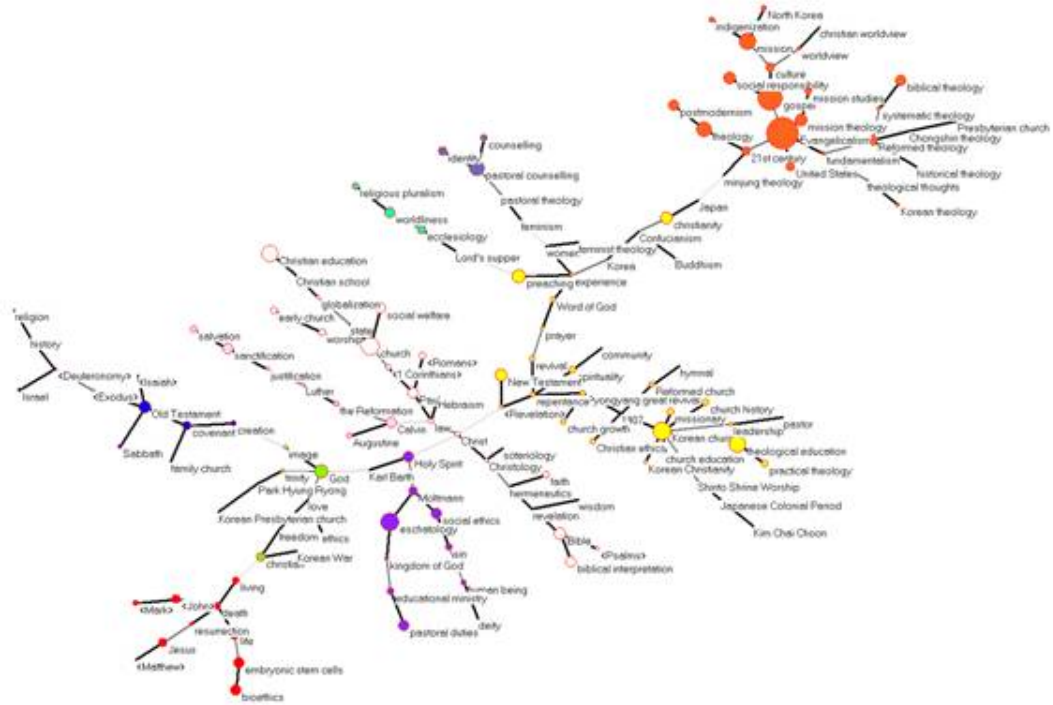 North Korea
indigenization
christian worldview
mission
worldview
culture
social responsibility
mission studies
biblical theology
gospel
postmodernism
systematic theology
mission theology
Presbyterian church
theology
Evangelicalism
Chongshin theology
Reformed theology
21st century
fundamentalism
United States
historical theology
minjung theology
theological thoughts
Korean theology
counselling
identity
pastoral counselling
religious pluralism
pastoral theology
Japan
worldliness
christianity
feminism
ecclesiology
Confucianism
feminist theology
women
Lord's supper
Korea
Buddhism
Christian education
preaching
experience
Christian school
globalization
Word of God
early church
social welfare
religion
state
salvation
worship
prayer
history
church
sanctification
<Romans>
revival
community
<1 Corinthians>
<Deuteronomy>
justification
New Testament
spirituality
hymnal
<Isaiah>
Israel
<Exodus>
Luther
Paul
Hebraism
repentance
Pyongyang great revival
Reformed church
the Reformation
<Revelation>
1907
missionary
church history
Old Testament
law
church growth
pastor
covenant
creation
Calvin
Christ
leadership
Augustine
Christian ethics
Sabbath
image
soteriology
church education
theological education
family church
Holy Spirit
Christology
Korean Christianity
practical theology
trinity
God
Karl Barth
faith
Shinto Shrine Worship
Park Hyung Ryong
Moltmann
hermeneutics
love
wisdom
Japanese Colonial Period
Korean Presbyterian church
social ethics
revelation
eschatology
Kim Chai Choon
freedom
ethics
Bible
Korean War
sin
<Psalms>
kingdom of God
biblical interpretation
living
human being
educational ministry
<Mark>
<John>
death
deity
resurrection
pastoral duties
life
Jesus
<Matthew>
embryonic stem cells
bioethics